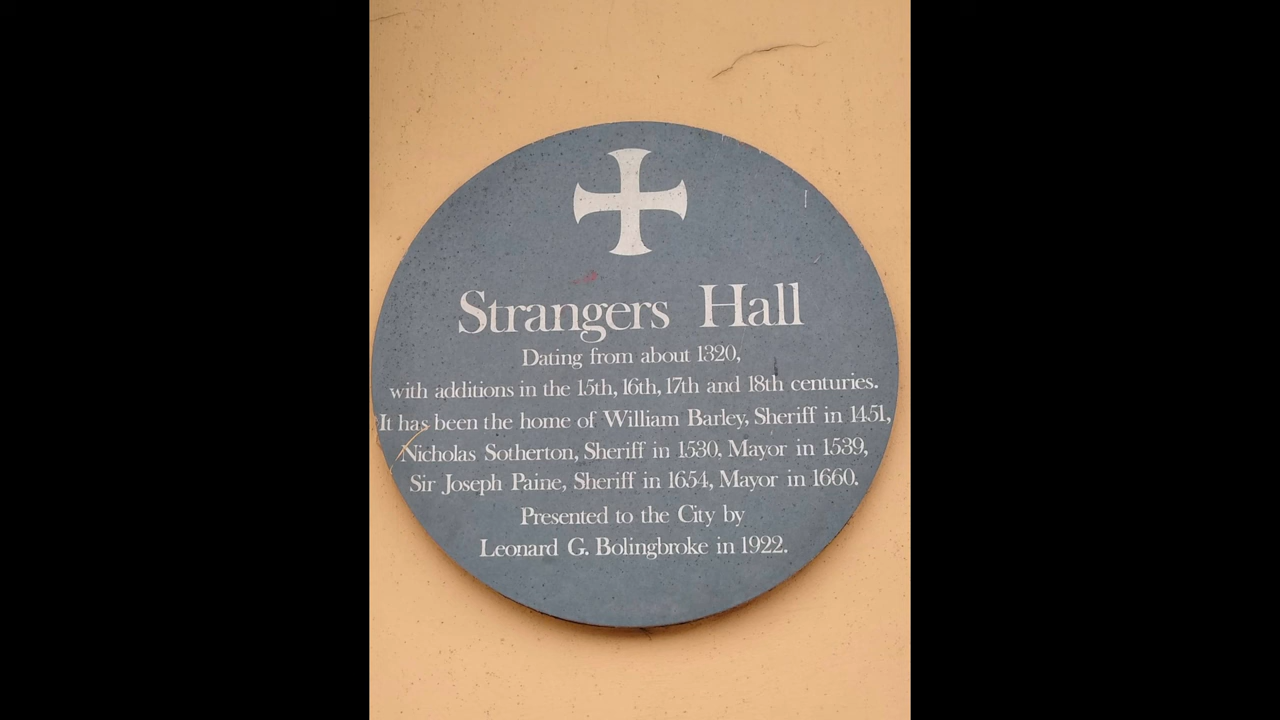 Strangers Hall
Dating from about 1320,
with additions in the 15th, 16th, 17th and 18th centuries.
It has been the home of William Barley, Sheriff in 1451,
Nicholas Sotherton, Sheriff in 1530, Mayor in 1539,
Sir Joseph Paine, Sheriff in 1654, Mayor in 1660.
Presented to the City by
Leonard G. Bolingbroke in 1922.